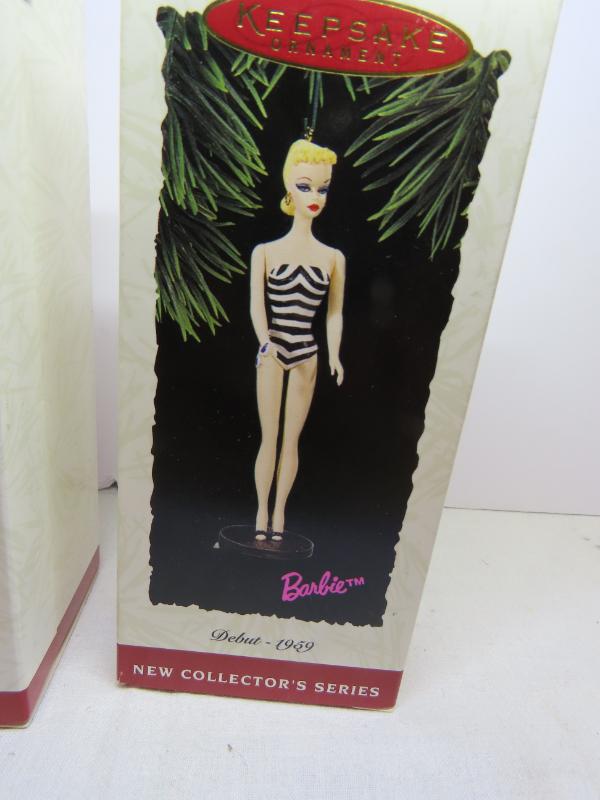 KEEPSAKE
ORNAMENT
Barbie™
Debut - 1959
NEW COLLECTOR'S SERIES